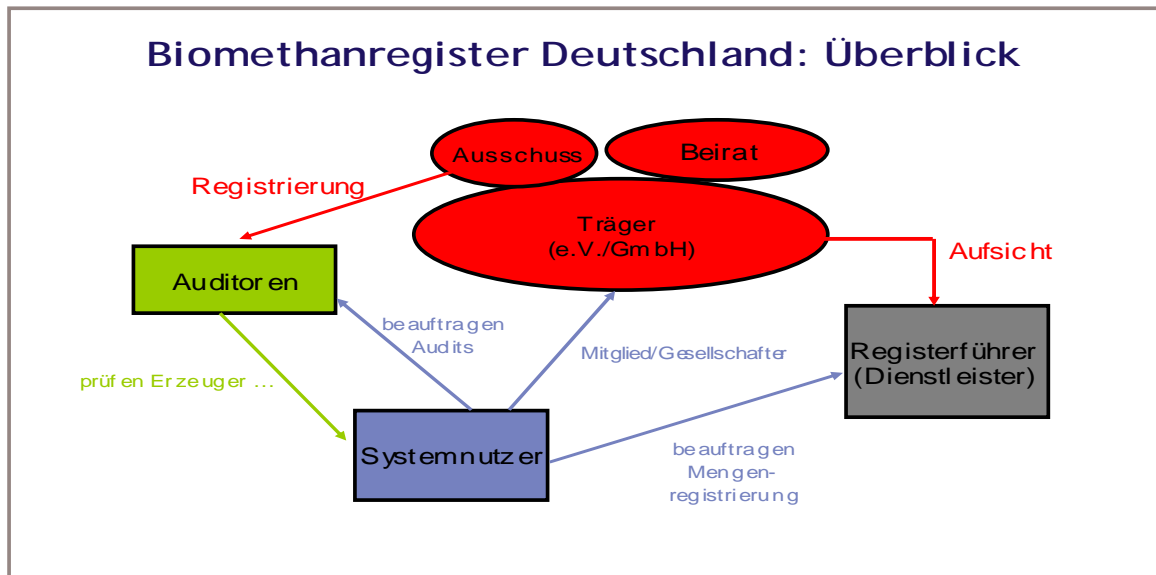 Biomethanregister Deutschland: Überblick
Ausschuss
Beirat
Registrierung
Träger
(e.V./GmbH)
Aufsicht
Auditoren
beauftragen
Audits
Mitglied/Gesellschafter
Registerführer
(Dienstleister)
prüfen Erzeuger ...
Systemnutzer
beauftragen
Mengen-
registrierung